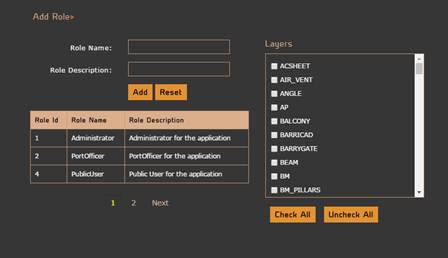 Add Role»
Role Name:
Role Description:
Add Reset
Role Id Role Name Role Description
1 Administrator Administrator for the application
2 PortOfficer PortOfficer for the application
4 PublicUser Public User for the application
1 2 Next
Layers
ACSHEET
AIR_VENT
ANGLE
AP
BALCONY
BARRICAD
BARRYGATE
BEAM
BM
BM_PILLARS
Check All Uncheck All